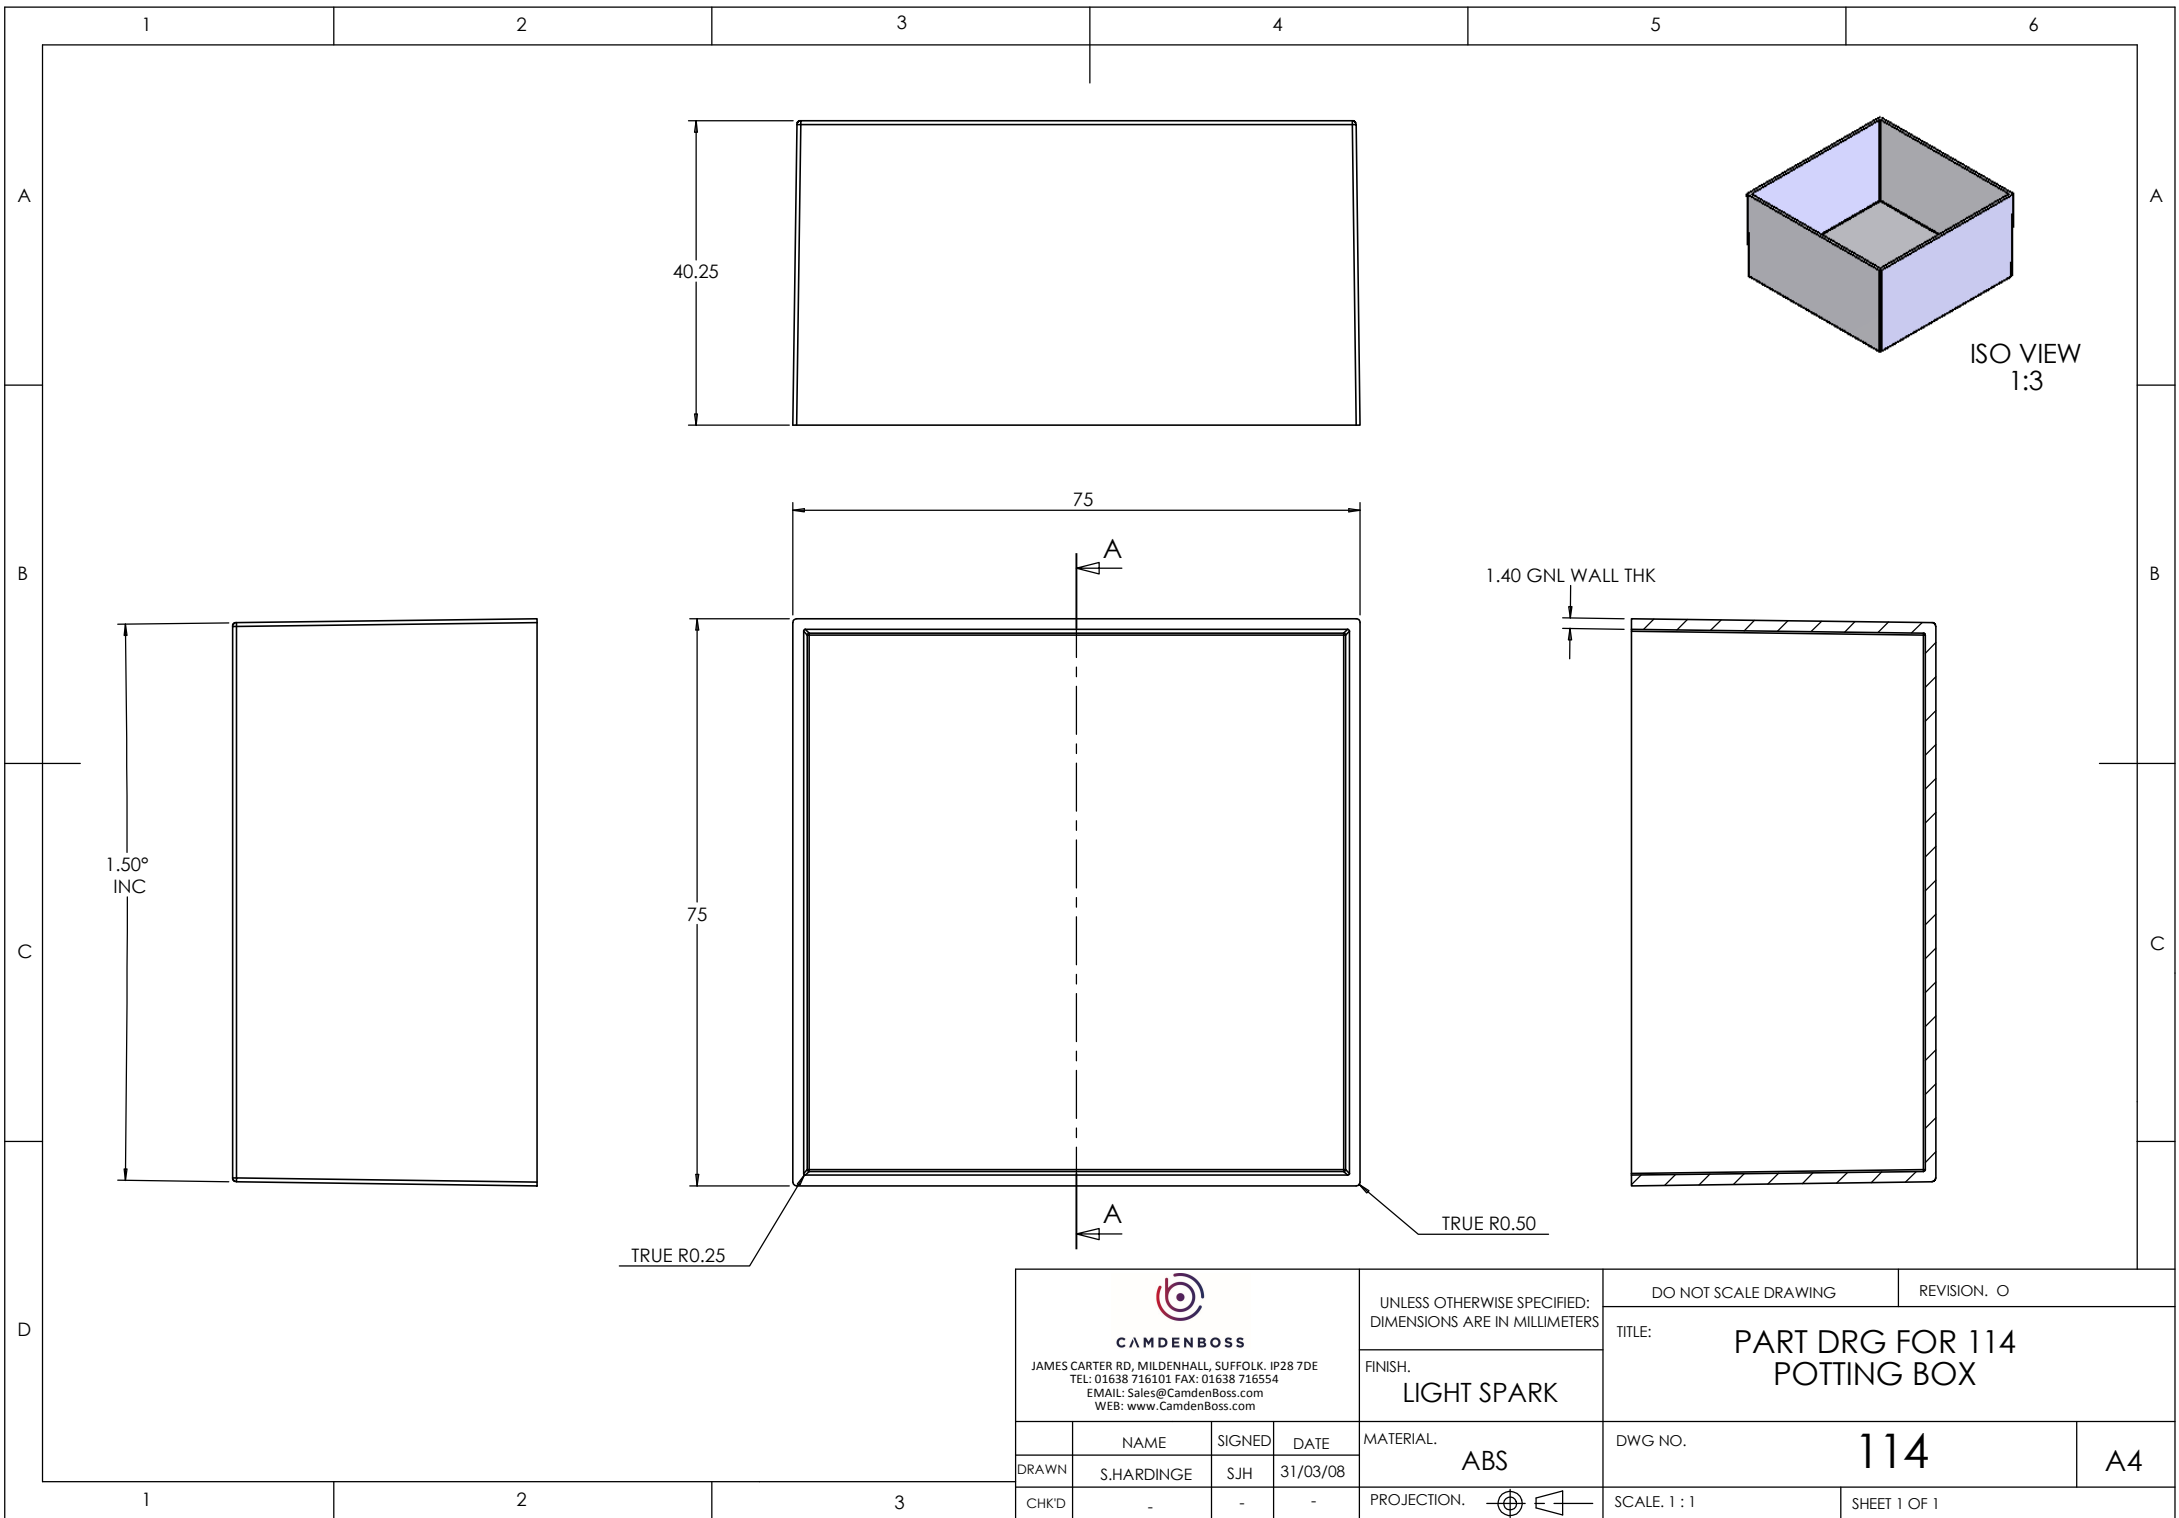 1 2 3 4 5 6
A A
40.25
ISO VIEW
1:3
75
A
B B
1.40 GNL WALL THK
1.50°
INC
75
C C
A
TRUE R0.50
TRUE R0.25
D
CAMDENBOSS
JAMES CARTER RD, MILDENHALL, SUFFOLK. IP28 7DE
TEL: 01638 716101 FAX: 01638 716554
EMAIL: Sales@CamdenBoss.com
WEB: www.CamdenBoss.com
UNLESS OTHERWISE SPECIFIED:
DIMENSIONS ARE IN MILLIMETERS
DO NOT SCALE DRAWING
REVISION. O
TITLE:
PART DRG FOR 114
POTTING BOX
FINISH.
LIGHT SPARK
NAME SIGNED DATE
DRAWN S.HARDINGE SJH 31/03/08
CHK'D - - -
MATERIAL.
ABS
DWG NO.
114
A4
PROJECTION.
SCALE. 1 : 1
SHEET 1 OF 1
1 2 3